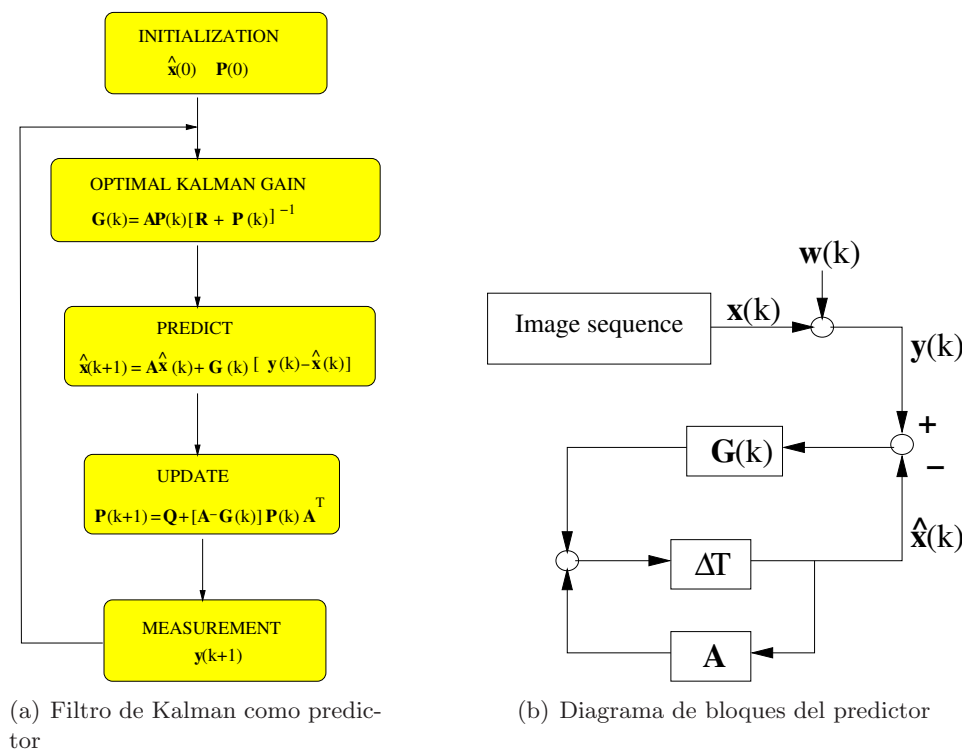 INITIALIZATION
x̂(0) P(0)
OPTIMAL KALMAN GAIN
G(k)= AP(k)[R + P(k)]⁻¹
PREDICT
x̂(k+1) = A x̂(k)+ G(k) [ y(k)-x̂(k)]
UPDATE
P(k+1)=Q+[A-G(k)]P(k)Aᵀ
MEASUREMENT
y(k+1)
(a) Filtro de Kalman como predic-
tor
w(k)
Image sequence
x(k)
y(k)
+
G(k)
−
x̂(k)
ΔT
A
(b) Diagrama de bloques del predictor